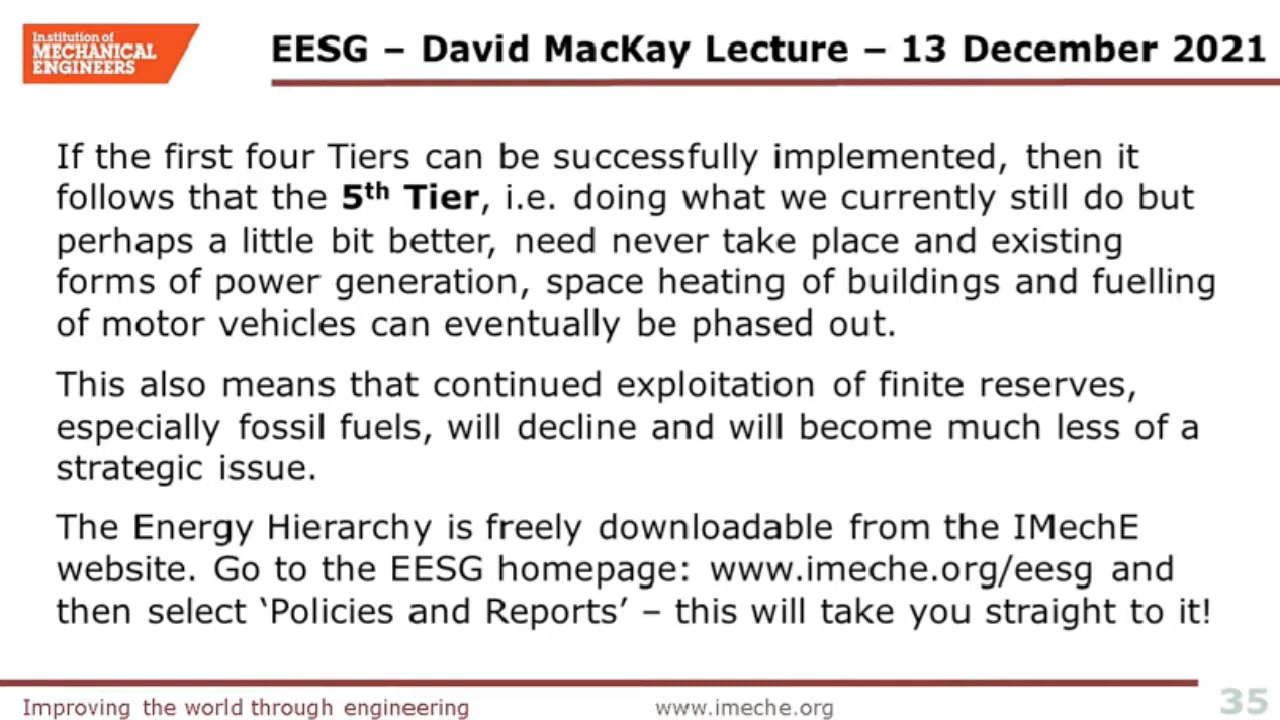 Institution of
MECHANICAL
ENGINEERS
EESG – David MacKay Lecture – 13 December 2021
If the first four Tiers can be successfully implemented, then it
follows that the 5th Tier, i.e. doing what we currently still do but
perhaps a little bit better, need never take place and existing
forms of power generation, space heating of buildings and fuelling
of motor vehicles can eventually be phased out.
This also means that continued exploitation of finite reserves,
especially fossil fuels, will decline and will become much less of a
strategic issue.
The Energy Hierarchy is freely downloadable from the IMechE
website. Go to the EESG homepage: www.imeche.org/eesg and
then select ‘Policies and Reports’ – this will take you straight to it!
Improving the world through engineering
www.imeche.org
35